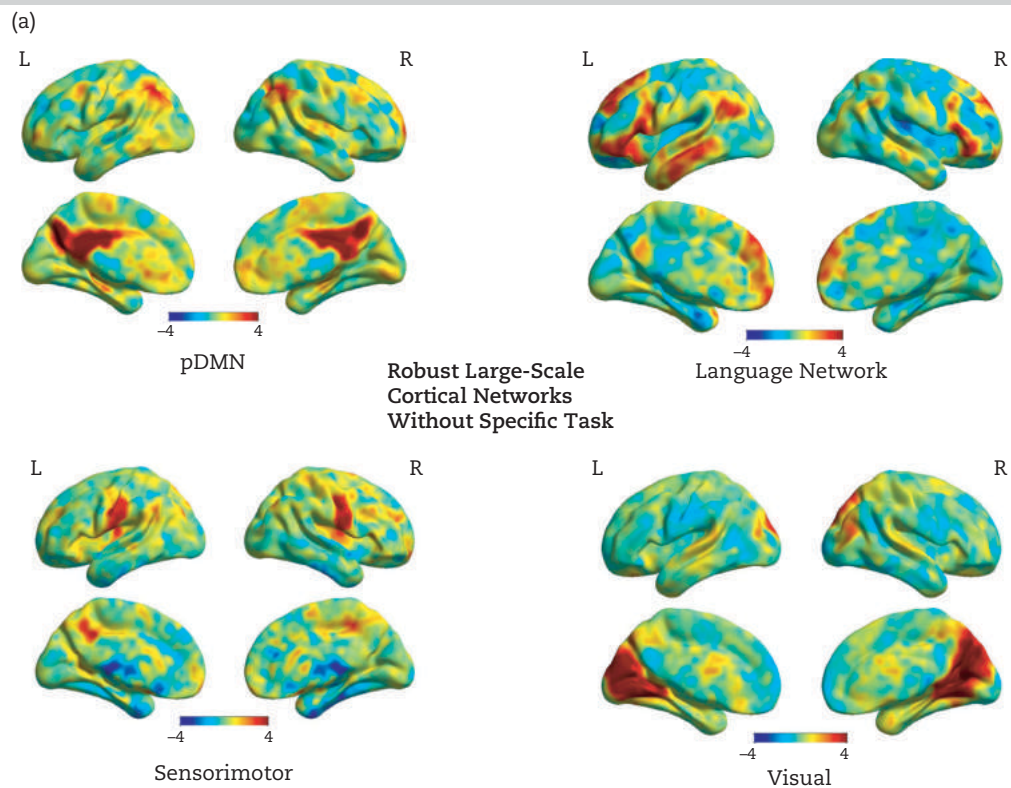 (a)
L R
L R
–4 4
pDMN
–4 4
Language Network
Robust Large-Scale
Cortical Networks
Without Specific Task
L R
L R
–4 4
Sensorimotor
–4 4
Visual